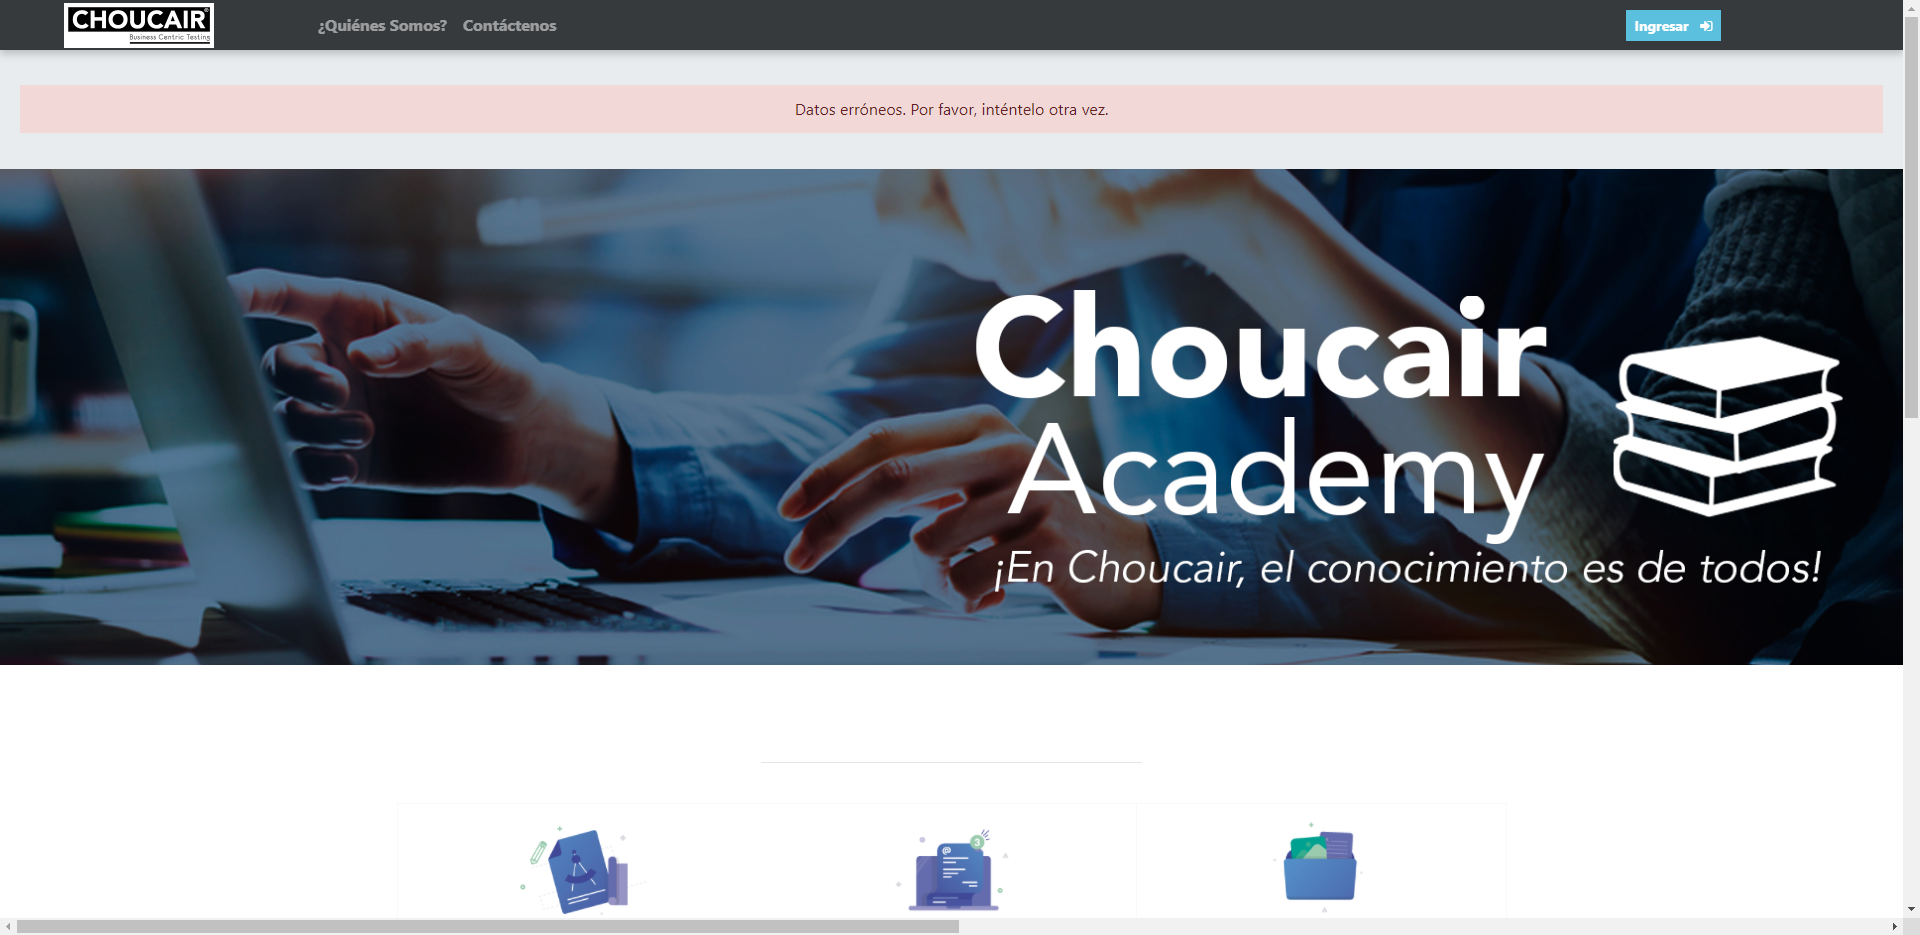 CHOUCAIR®
Business Centric Testing
¿Quiénes Somos? Contáctenos
Ingresar
Datos erróneos. Por favor, inténtelo otra vez.
Choucair
Academy
¡En Choucair, el conocimiento es de todos!
@
3